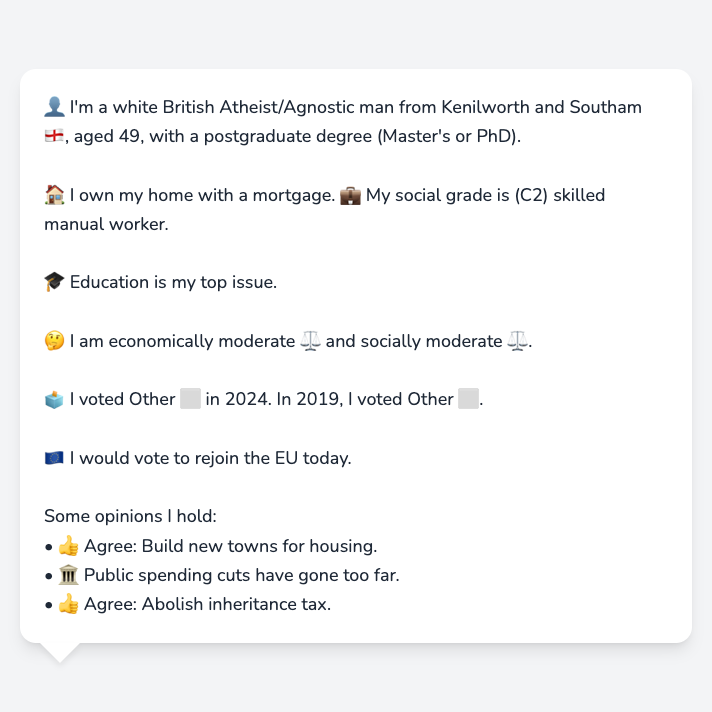 👤 I'm a white British Atheist/Agnostic man from Kenilworth and Southam
🏴󠁧󠁢󠁥󠁮󠁧󠁿, aged 49, with a postgraduate degree (Master's or PhD).
🏠 I own my home with a mortgage. 💼 My social grade is (C2) skilled
manual worker.
🎓 Education is my top issue.
🤔 I am economically moderate ⚖️ and socially moderate ⚖️.
🗳️ I voted Other ⬜ in 2024. In 2019, I voted Other ⬜.
🇪🇺 I would vote to rejoin the EU today.
Some opinions I hold:
• 👍 Agree: Build new towns for housing.
• 🏛️ Public spending cuts have gone too far.
• 👍 Agree: Abolish inheritance tax.